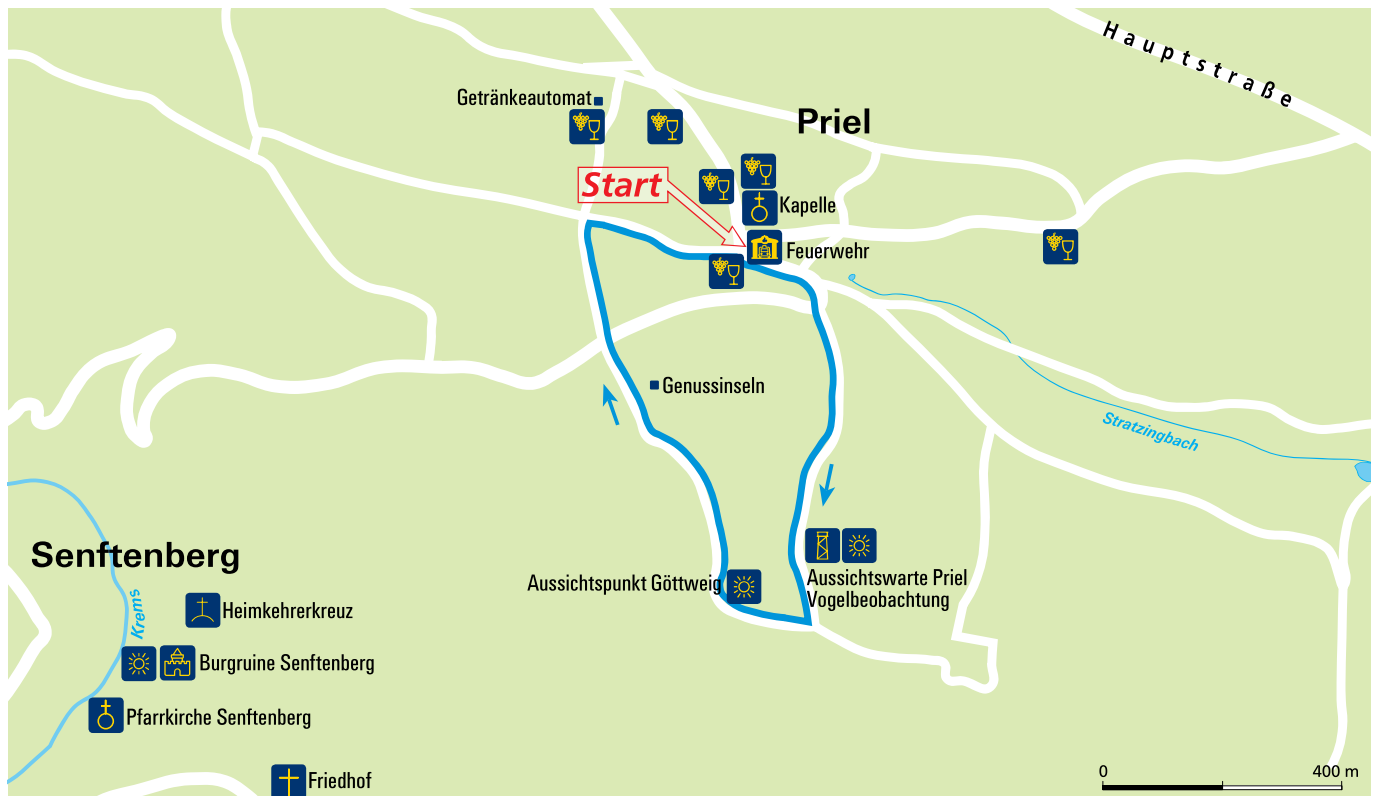 Hauptstraße
Getränkeautomat
Priel
Start
Kapelle
Feuerwehr
Genussinseln
Stratzingbach
Senftenberg
Aussichtspunkt Göttweig
Aussichtswarte Priel
Vogelbeobachtung
Krems
Heimkehrerkreuz
Burgruine Senftenberg
Pfarrkirche Senftenberg
Friedhof
0 400 m